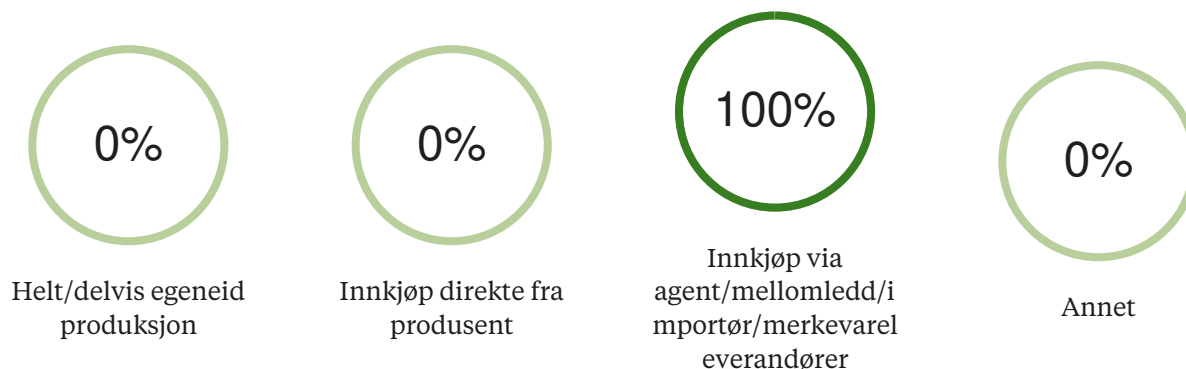 0%
Helt/delvis egeneid
produksjon
0%
Innkjøp direkte fra
produsent
100%
Innkjøp via
agent/mellomledd/i
mportør/merkevarel
everandører
0%
Annet